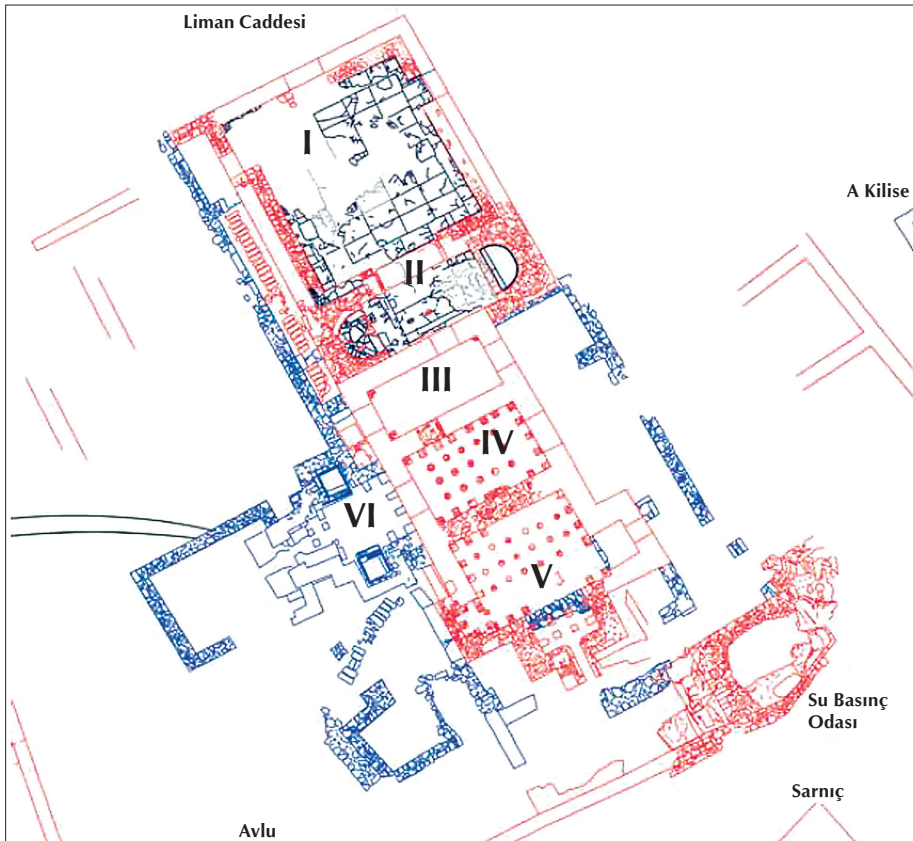 Liman Caddesi
I
A Kilise
II
III
IV
VI
V
Su Basınç
Odası
Sarnıç
Avlu